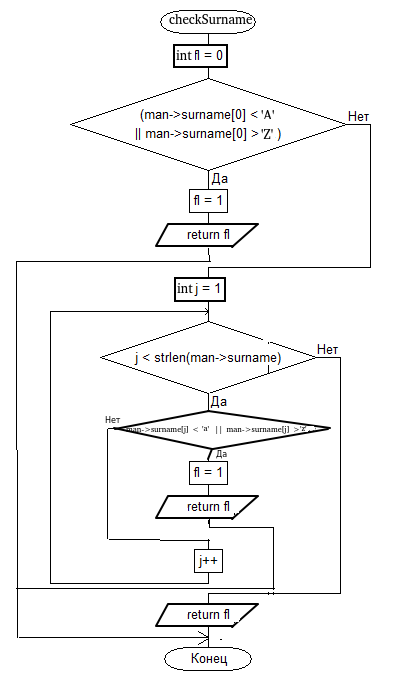 checkSurname
int fl = 0
(man->surname[0] < 'A'
|| man->surname[0] > 'Z' )
Нет
Да
fl = 1
return fl
int j = 1
j < strlen(man->surname)
Нет
Да
Нет
man->surname[j] < 'a' || man->surname[j] > 'z'
Да
fl = 1
return fl
j++
return fl
Конец